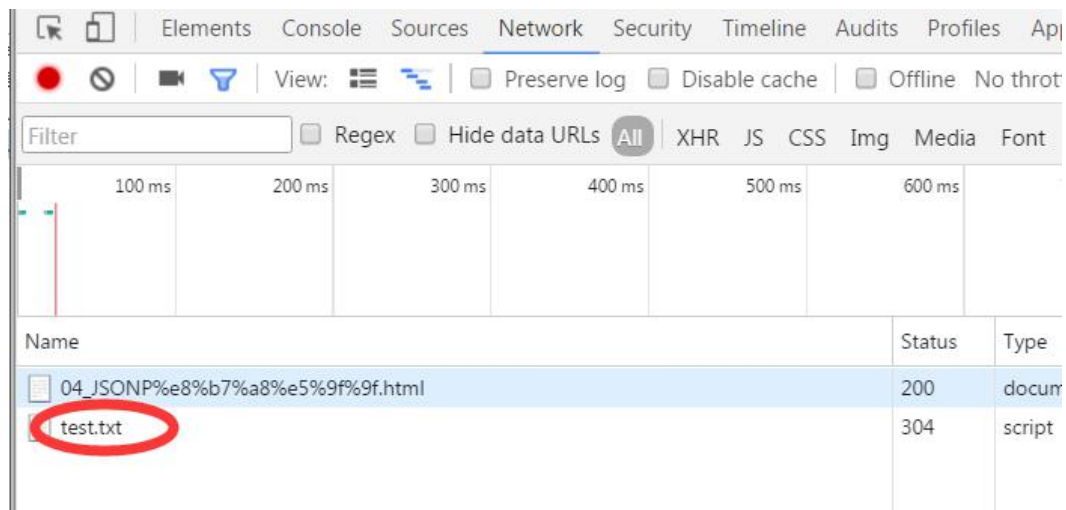 Elements Console Sources Network Security Timeline Audits Profiles
View: Preserve log Disable cache Offline No
Filter Regex Hide data URLs All XHR JS CSS Img Media Font
100 ms 200 ms 300 ms 400 ms 500 ms 600 ms
Name Status Type
04_JSONP%e8%b7%a8%e5%9f%9f.html 200 docum
test.txt 304 script